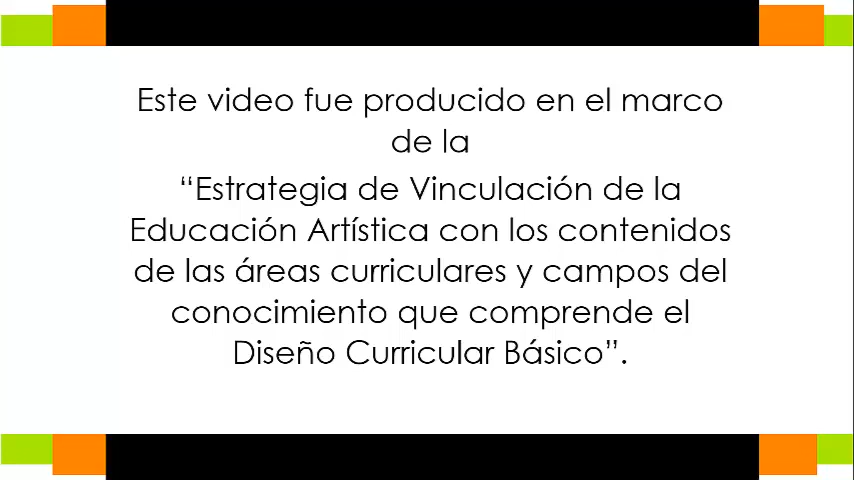 Este video fue producido en el marco
de la
“Estrategia de Vinculación de la
Educación Artística con los contenidos
de las áreas curriculares y campos del
conocimiento que comprende el
Diseño Curricular Básico”.